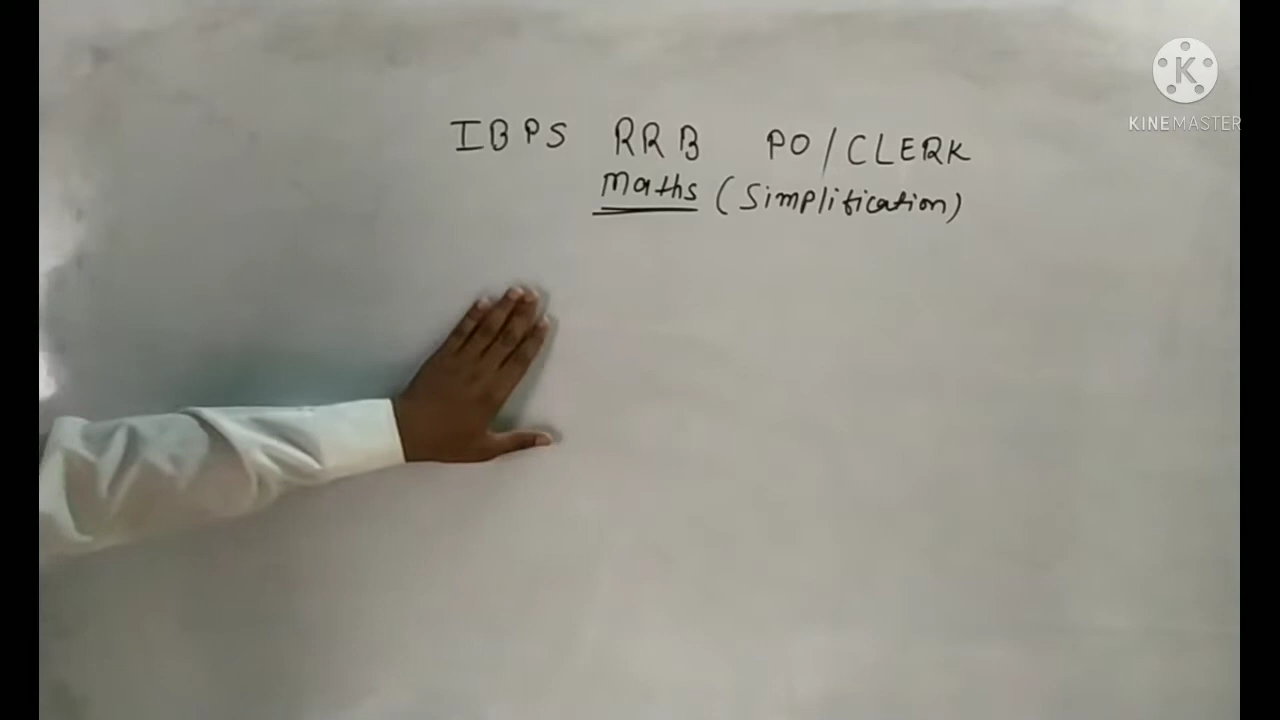 IBPS RRB PO/CLERK
Maths (Simplification)
K
KINEMASTER